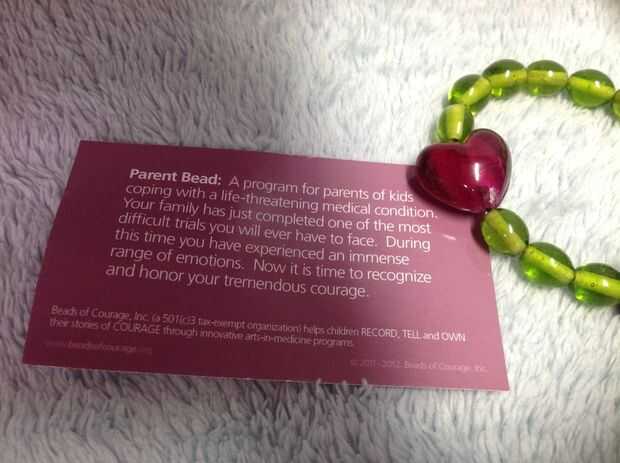 Parent Bead: A program for parents of kids
coping with a life-threatening medical condition.
Your family has just completed one of the most
difficult trials you will ever have to face. During
this time you have experienced an immense
range of emotions. Now it is time to recognize
and honor your tremendous courage.
Beads of Courage, Inc. (a 501(c)3 tax-exempt organization) helps children RECORD, TELL and OWN
their stories of COURAGE through innovative arts-in-medicine programs.
www.beadsofcourage.org
© 2011 - 2012. Beads of Courage, Inc.